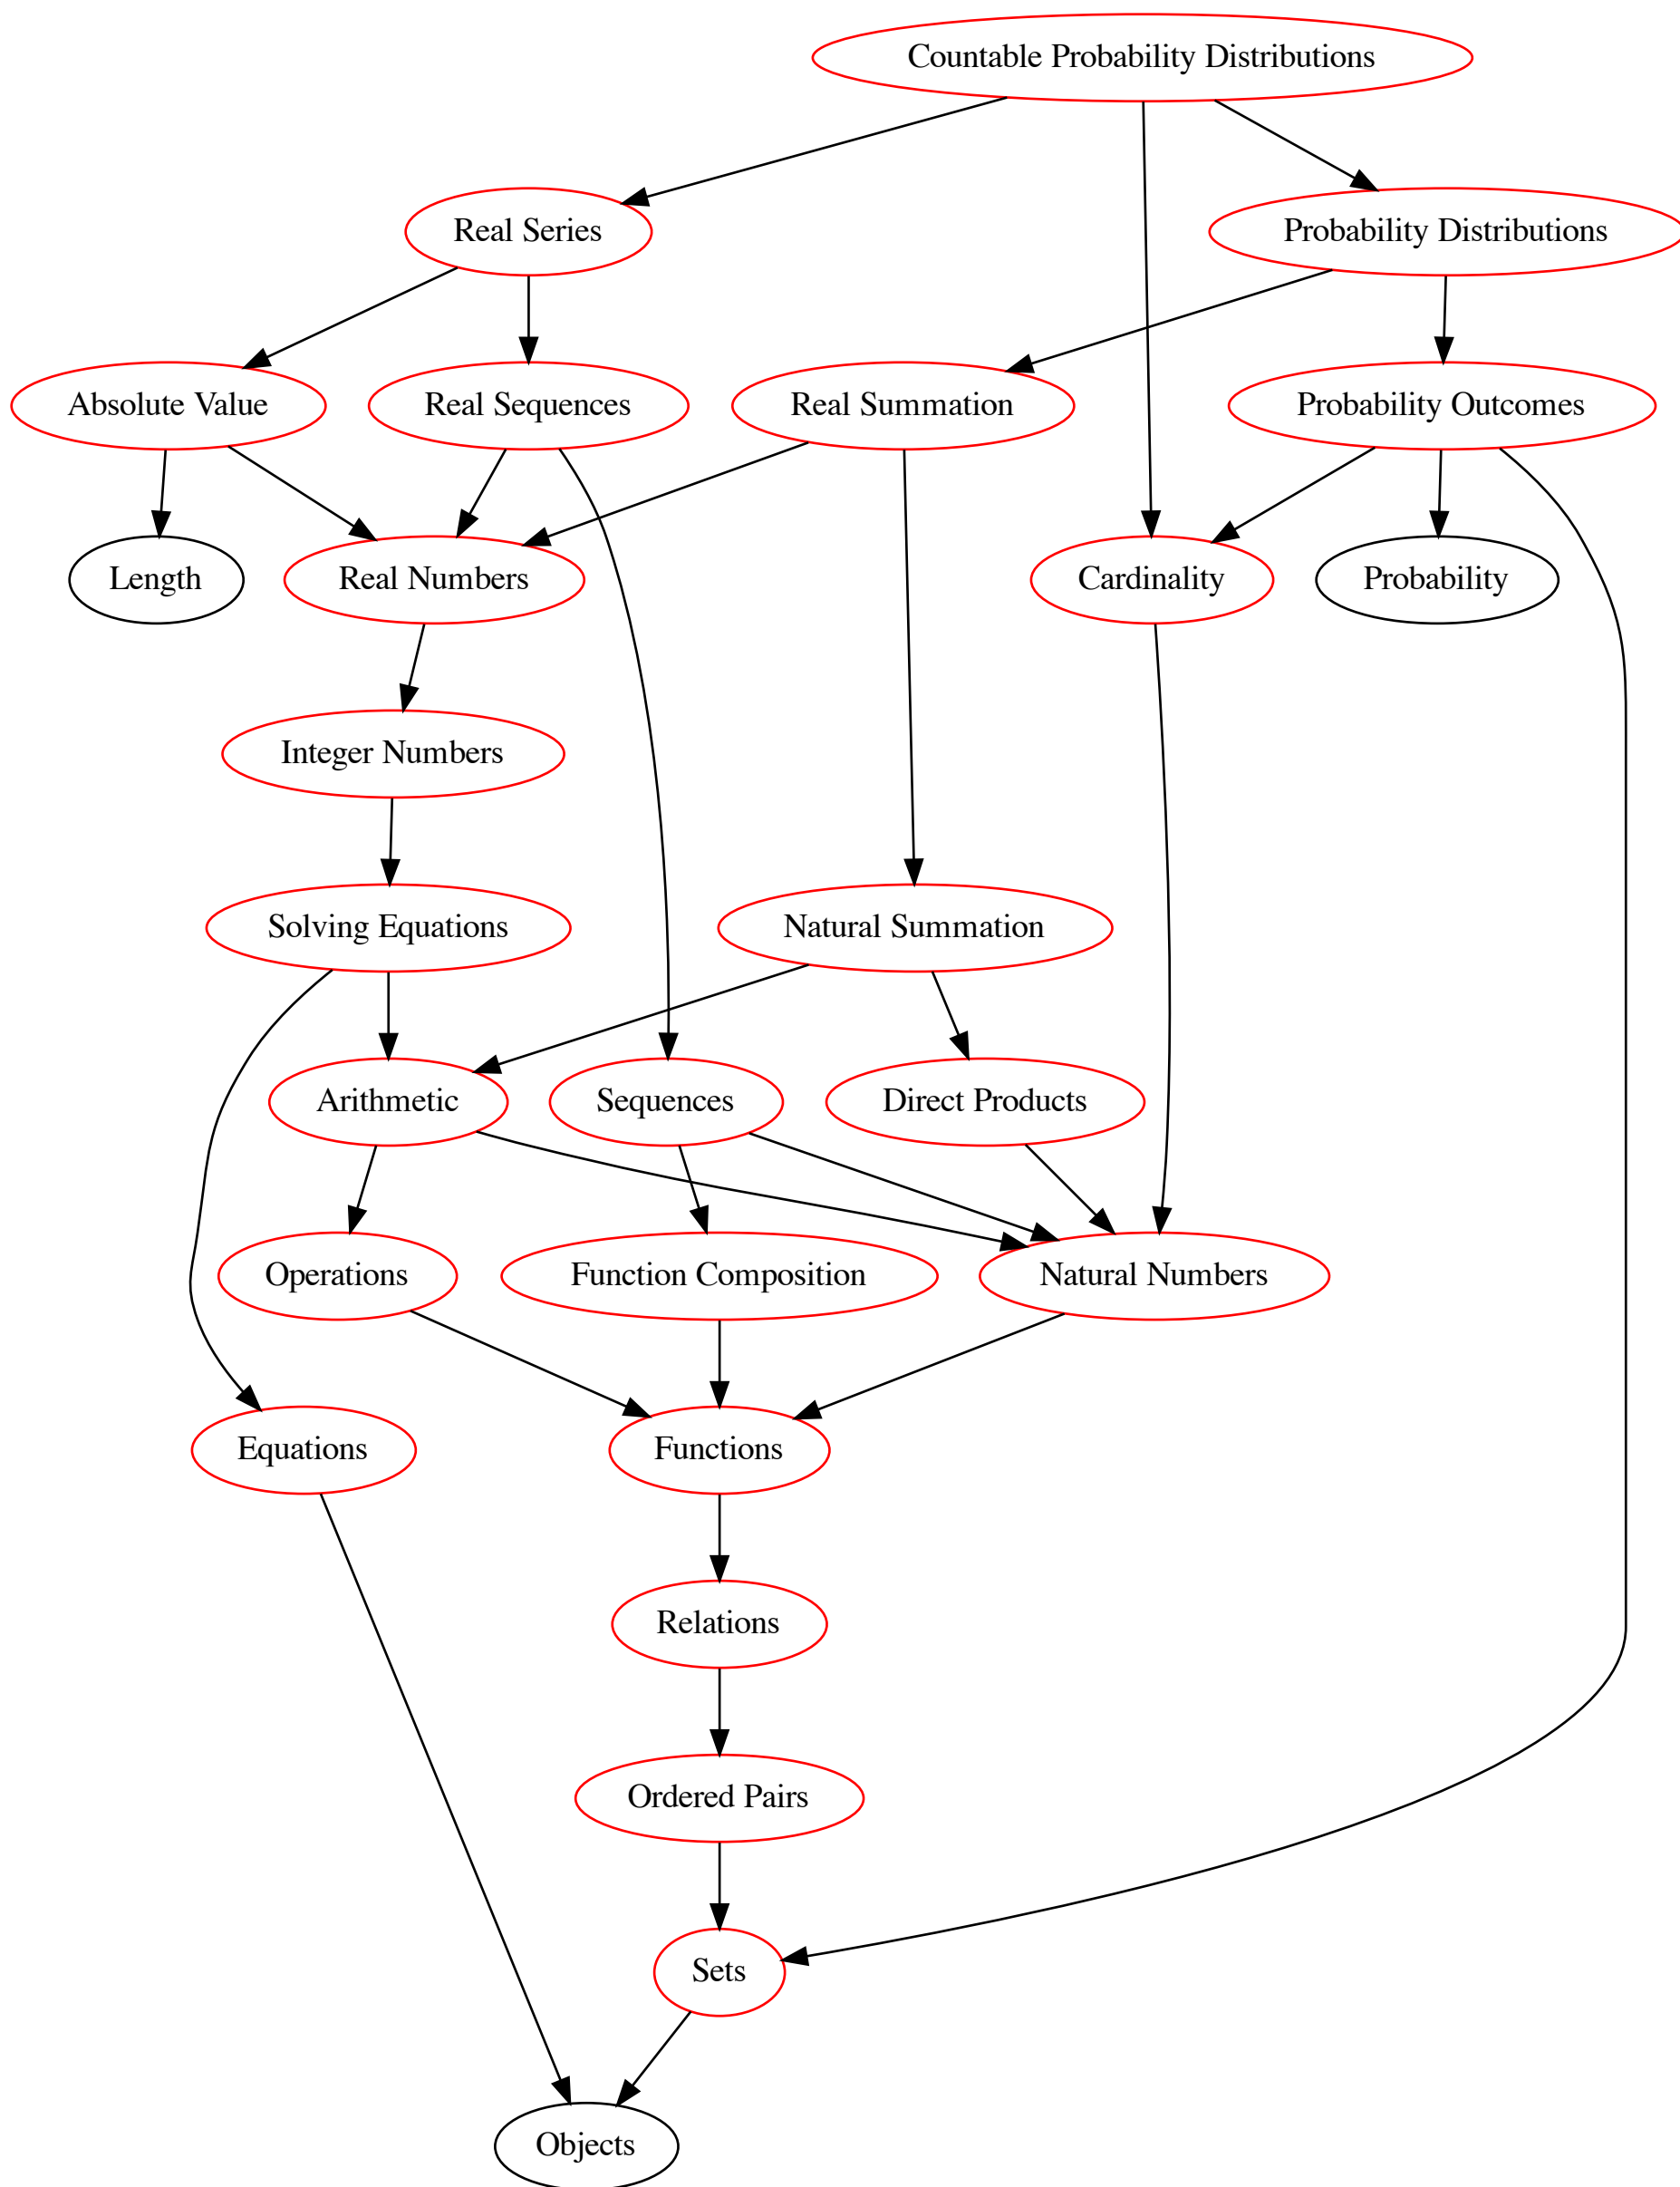 Countable Probability Distributions
Real Series
Probability Distributions
Absolute Value
Real Sequences
Real Summation
Probability Outcomes
Length
Real Numbers
Cardinality
Probability
Integer Numbers
Solving Equations
Natural Summation
Arithmetic
Sequences
Direct Products
Operations
Function Composition
Natural Numbers
Equations
Functions
Relations
Ordered Pairs
Sets
Objects